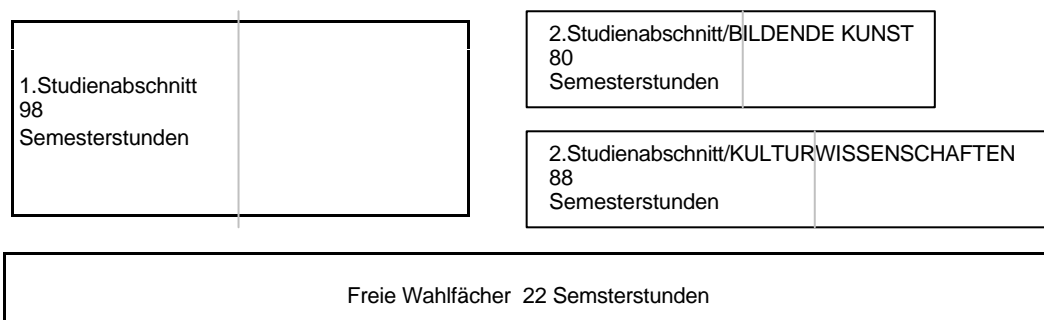 1.Studienabschnitt
98
Semesterstunden
2.Studienabschnitt/BILDENDE KUNST
80
Semesterstunden
2.Studienabschnitt/KULTURWISSENSCHAFTEN
88
Semesterstunden
Freie Wahlfächer 22 Semsterstunden